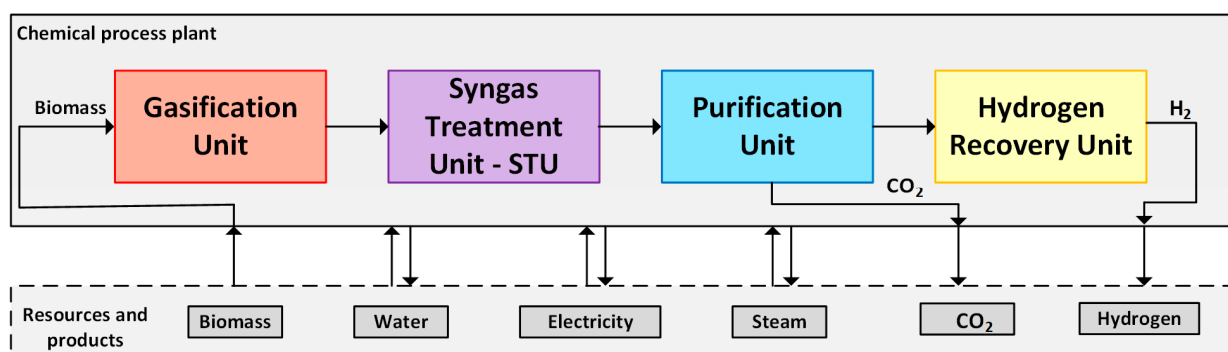 Chemical process plant
Biomass
Gasification
Unit
Syngas
Treatment
Unit - STU
Purification
Unit
Hydrogen
Recovery Unit
H₂
CO₂
Resources and
products
Biomass
Water
Electricity
Steam
CO₂
Hydrogen